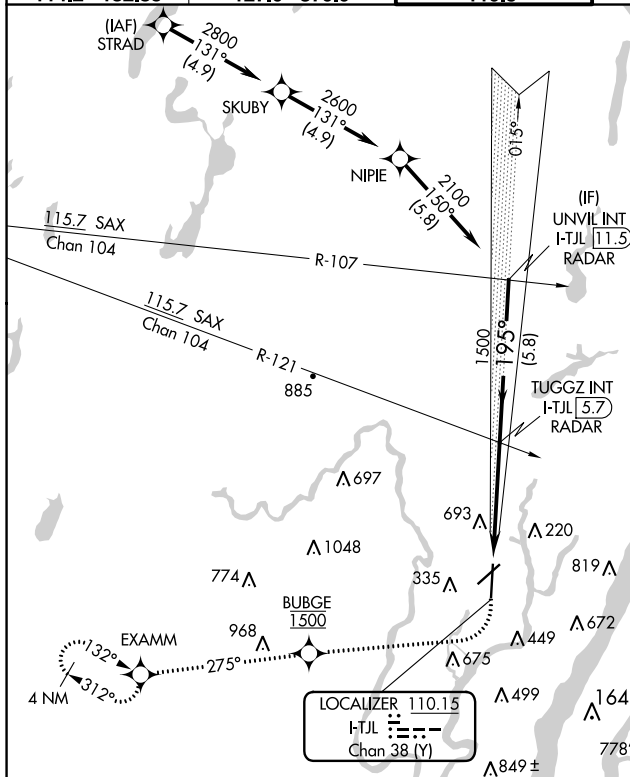 (IAF)
STRAD
2800
131°
(4.9)
SKUBY
2600
131°
(4.9)
NIPIE
2100
150°
(5.8)
015°
(IF)
UNVIL INT
I-TJL 11.5
RADAR
115.7 SAX
Chan 104
R-107
115.7 SAX
Chan 104
R-121
885
1500
195°
(5.8)
TUGGZ INT
I-TJL 5.7
RADAR
697
693
220
1048
819
774
335
BUBGE
1500
672
EXAMM
968
449
132°
275°
675
312°
4 NM
499
164
LOCALIZER 110.15
I-TJL
Chan 38 (Y)
778
849 ±